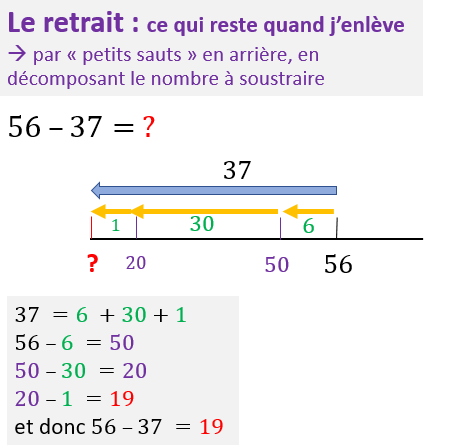 Le retrait : ce qui reste quand j’enlève
→ par « petits sauts » en arrière, en
décomposant le nombre à soustraire
56 – 37 = ?
37
1 30 6
? 20 50 56
37 = 6 + 30 + 1
56 – 6 = 50
50 – 30 = 20
20 – 1 = 19
et donc 56 – 37 = 19